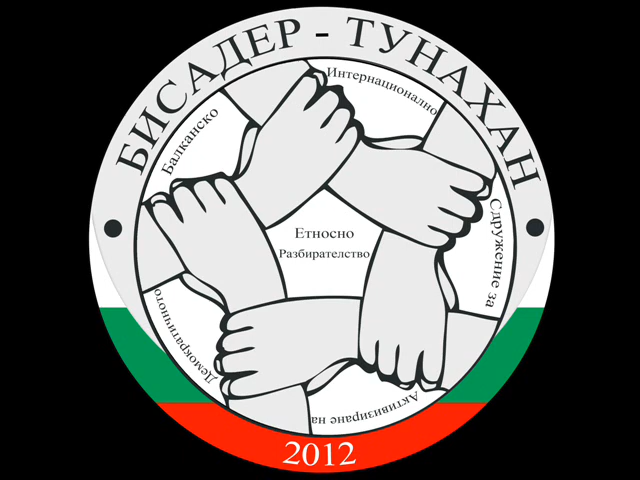 БИСАДЕР - ТУНАХАН
Балканско
Интернационално
Сдружение за
Активизиране на
Демократичното
Етносно
Разбирателство
2012